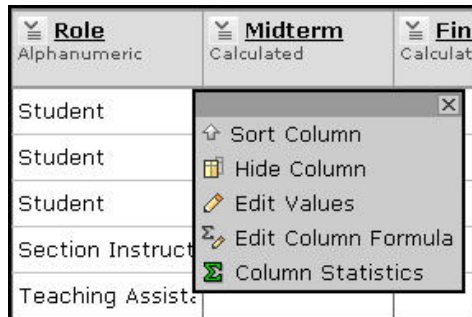 Role Midterm Fin
Alphanumeric Calculated Calculat
Student
Student
Student
Section Instruct
Teaching Assista
Sort Column
Hide Column
Edit Values
Edit Column Formula
Column Statistics